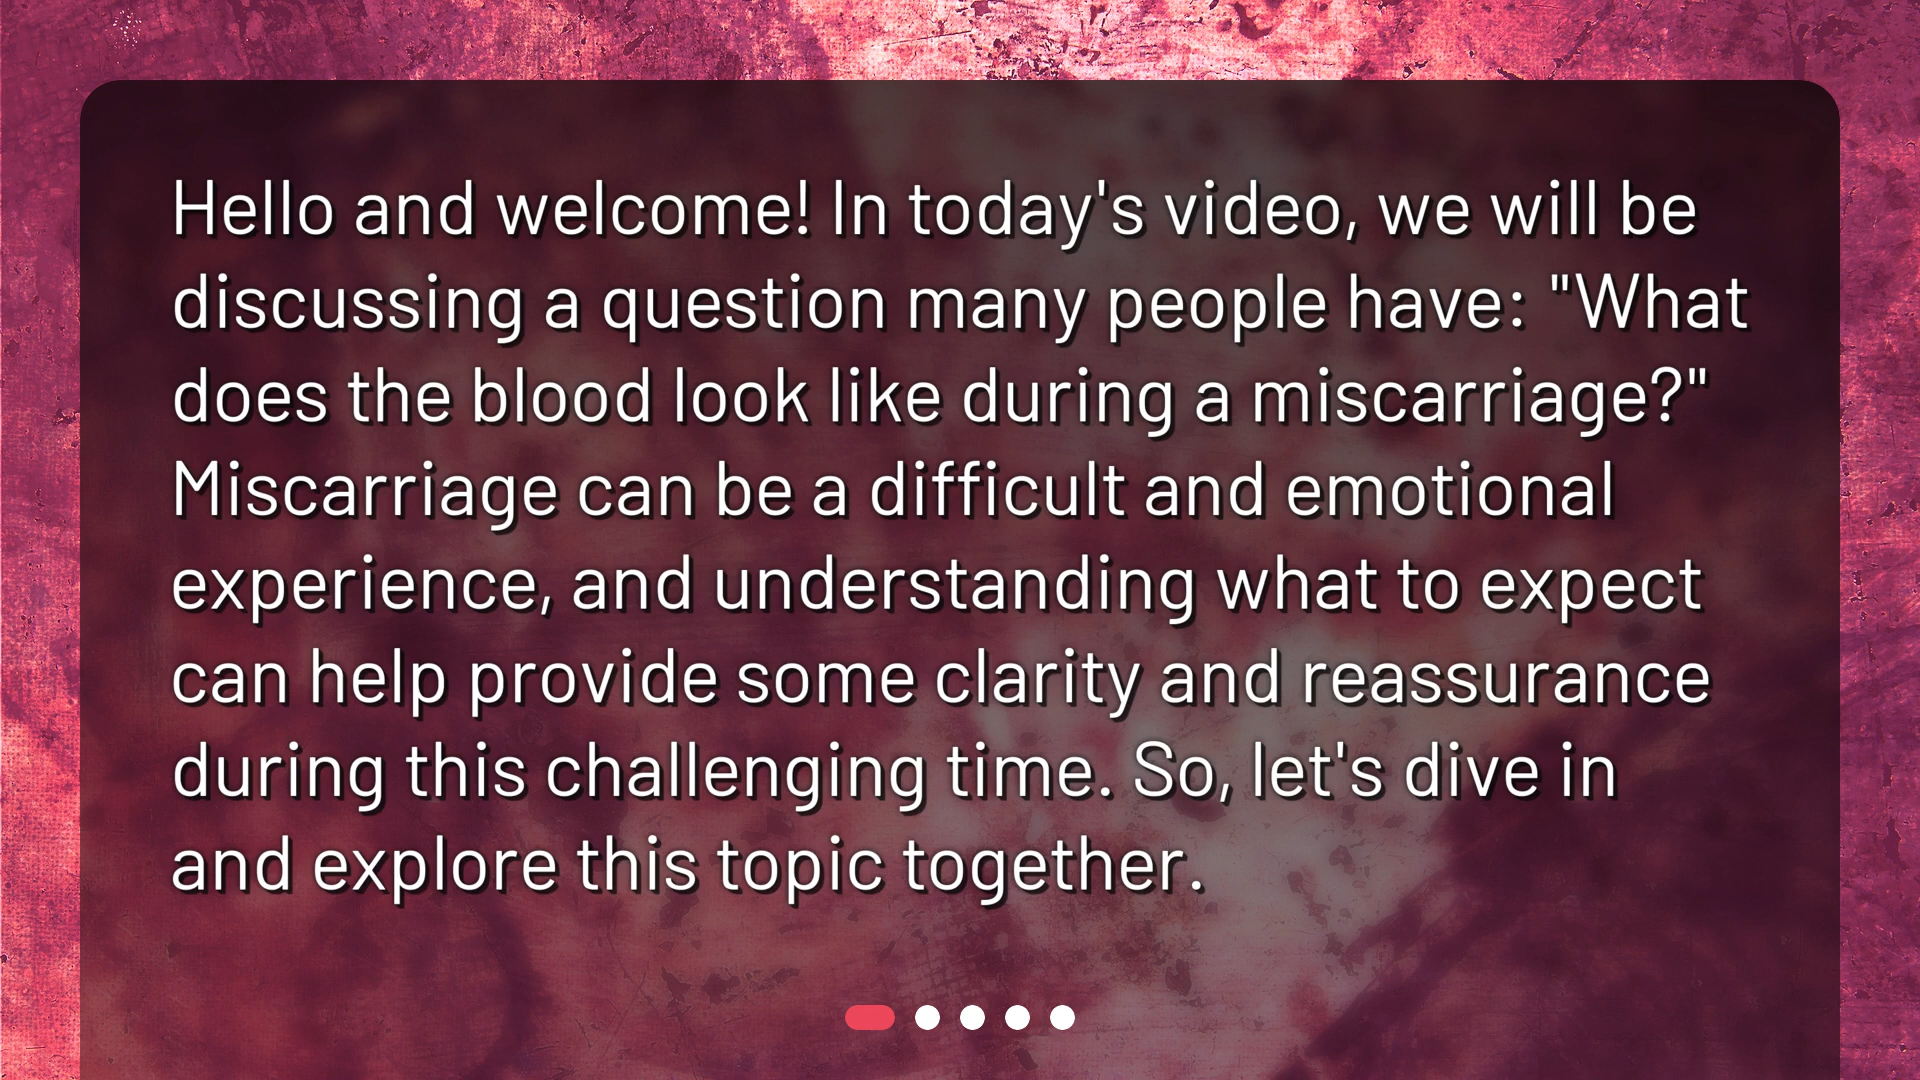 Hello and welcome! In today's video, we will be
discussing a question many people have: "What
does the blood look like during a miscarriage?"
Miscarriage can be a difficult and emotional
experience, and understanding what to expect
can help provide some clarity and reassurance
during this challenging time. So, let's dive in
and explore this topic together.